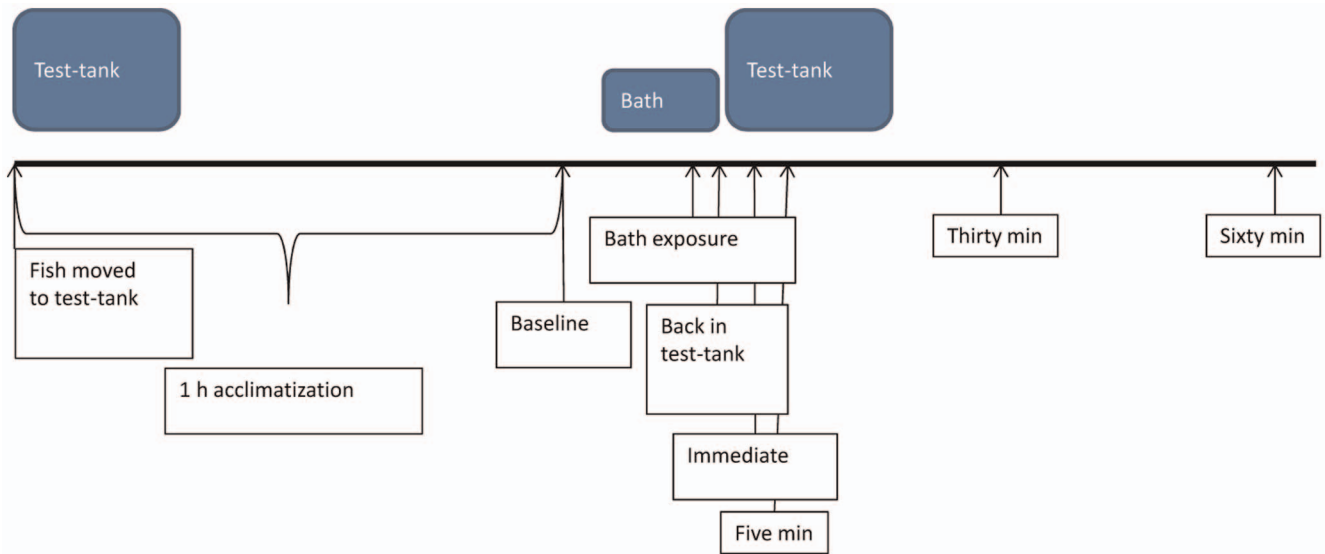 Test-tank
Bath
Test-tank
Fish moved
to test-tank
1 h acclimatization
Baseline
Bath exposure
Back in
test-tank
Immediate
Five min
Thirty min
Sixty min